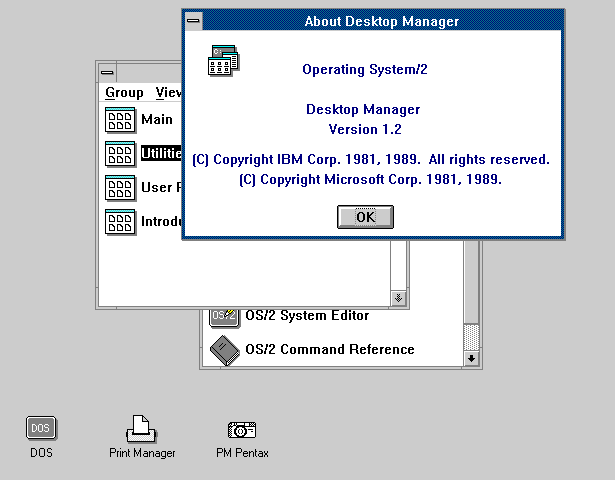 About Desktop Manager
Operating System/2
Desktop Manager
Version 1.2
(C) Copyright IBM Corp. 1981, 1989. All rights reserved.
(C) Copyright Microsoft Corp. 1981, 1989.
OK
Group View
Main
Utilitie
User P
Introdu
OS/2
OS/2 System Editor
OS/2 Command Reference
DOS
DOS
Print Manager
PM Pentax